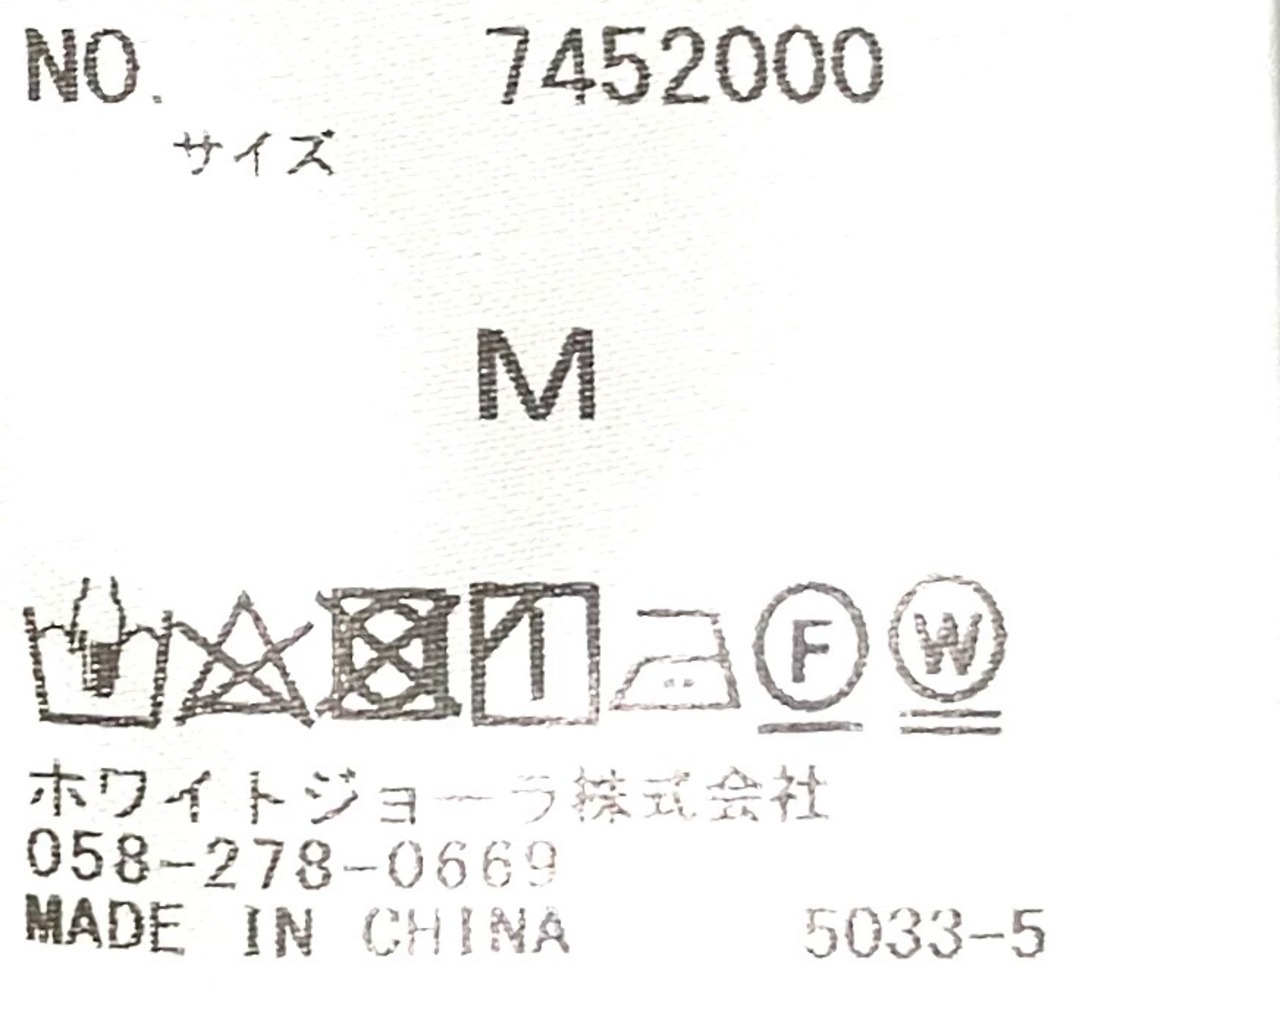 NO. 7452000
サイズ
M
F W
ホワイトジョーラ株式会社
058-278-0669
MADE IN CHINA 5033-5